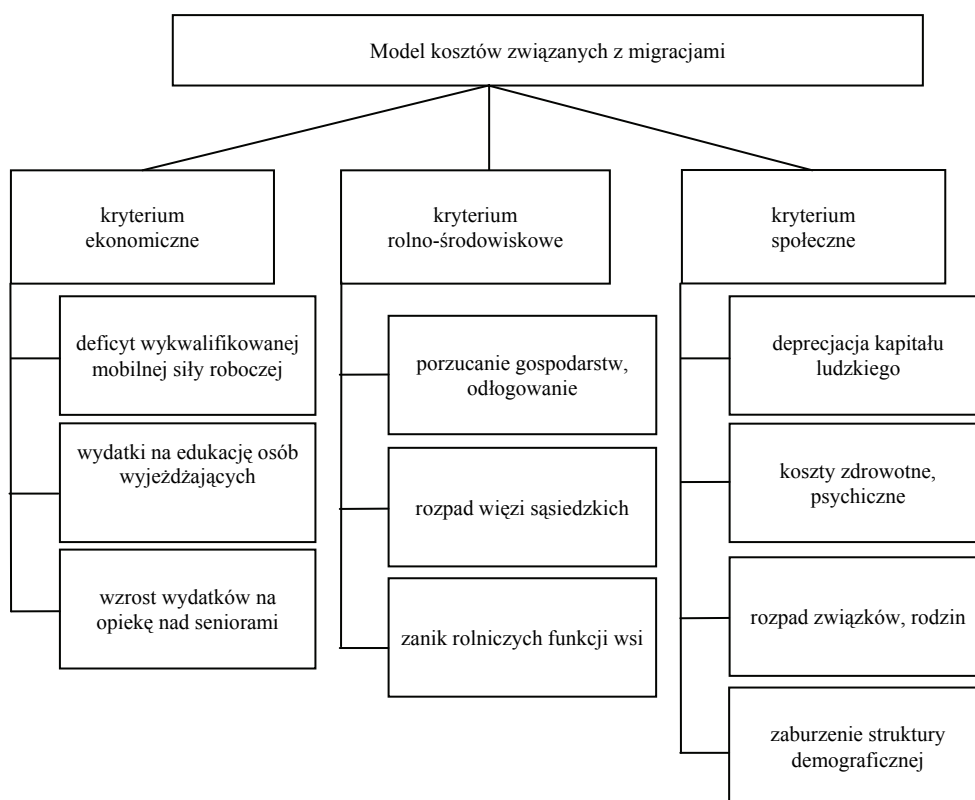 Model kosztów związanych z migracjami
kryterium
ekonomiczne
deficyt wykwalifikowanej
mobilnej siły roboczej
wydatki na edukację osób
wyjeżdżających
wzrost wydatków na
opiekę nad seniorami
kryterium
rolno-środowiskowe
porzucanie gospodarstw,
odłogowanie
rozpad więzi sąsiedzkich
zanik rolniczych funkcji wsi
kryterium
społeczne
deprecjacja kapitału
ludzkiego
koszty zdrowotne,
psychiczne
rozpad związków, rodzin
zaburzenie struktury
demograficznej